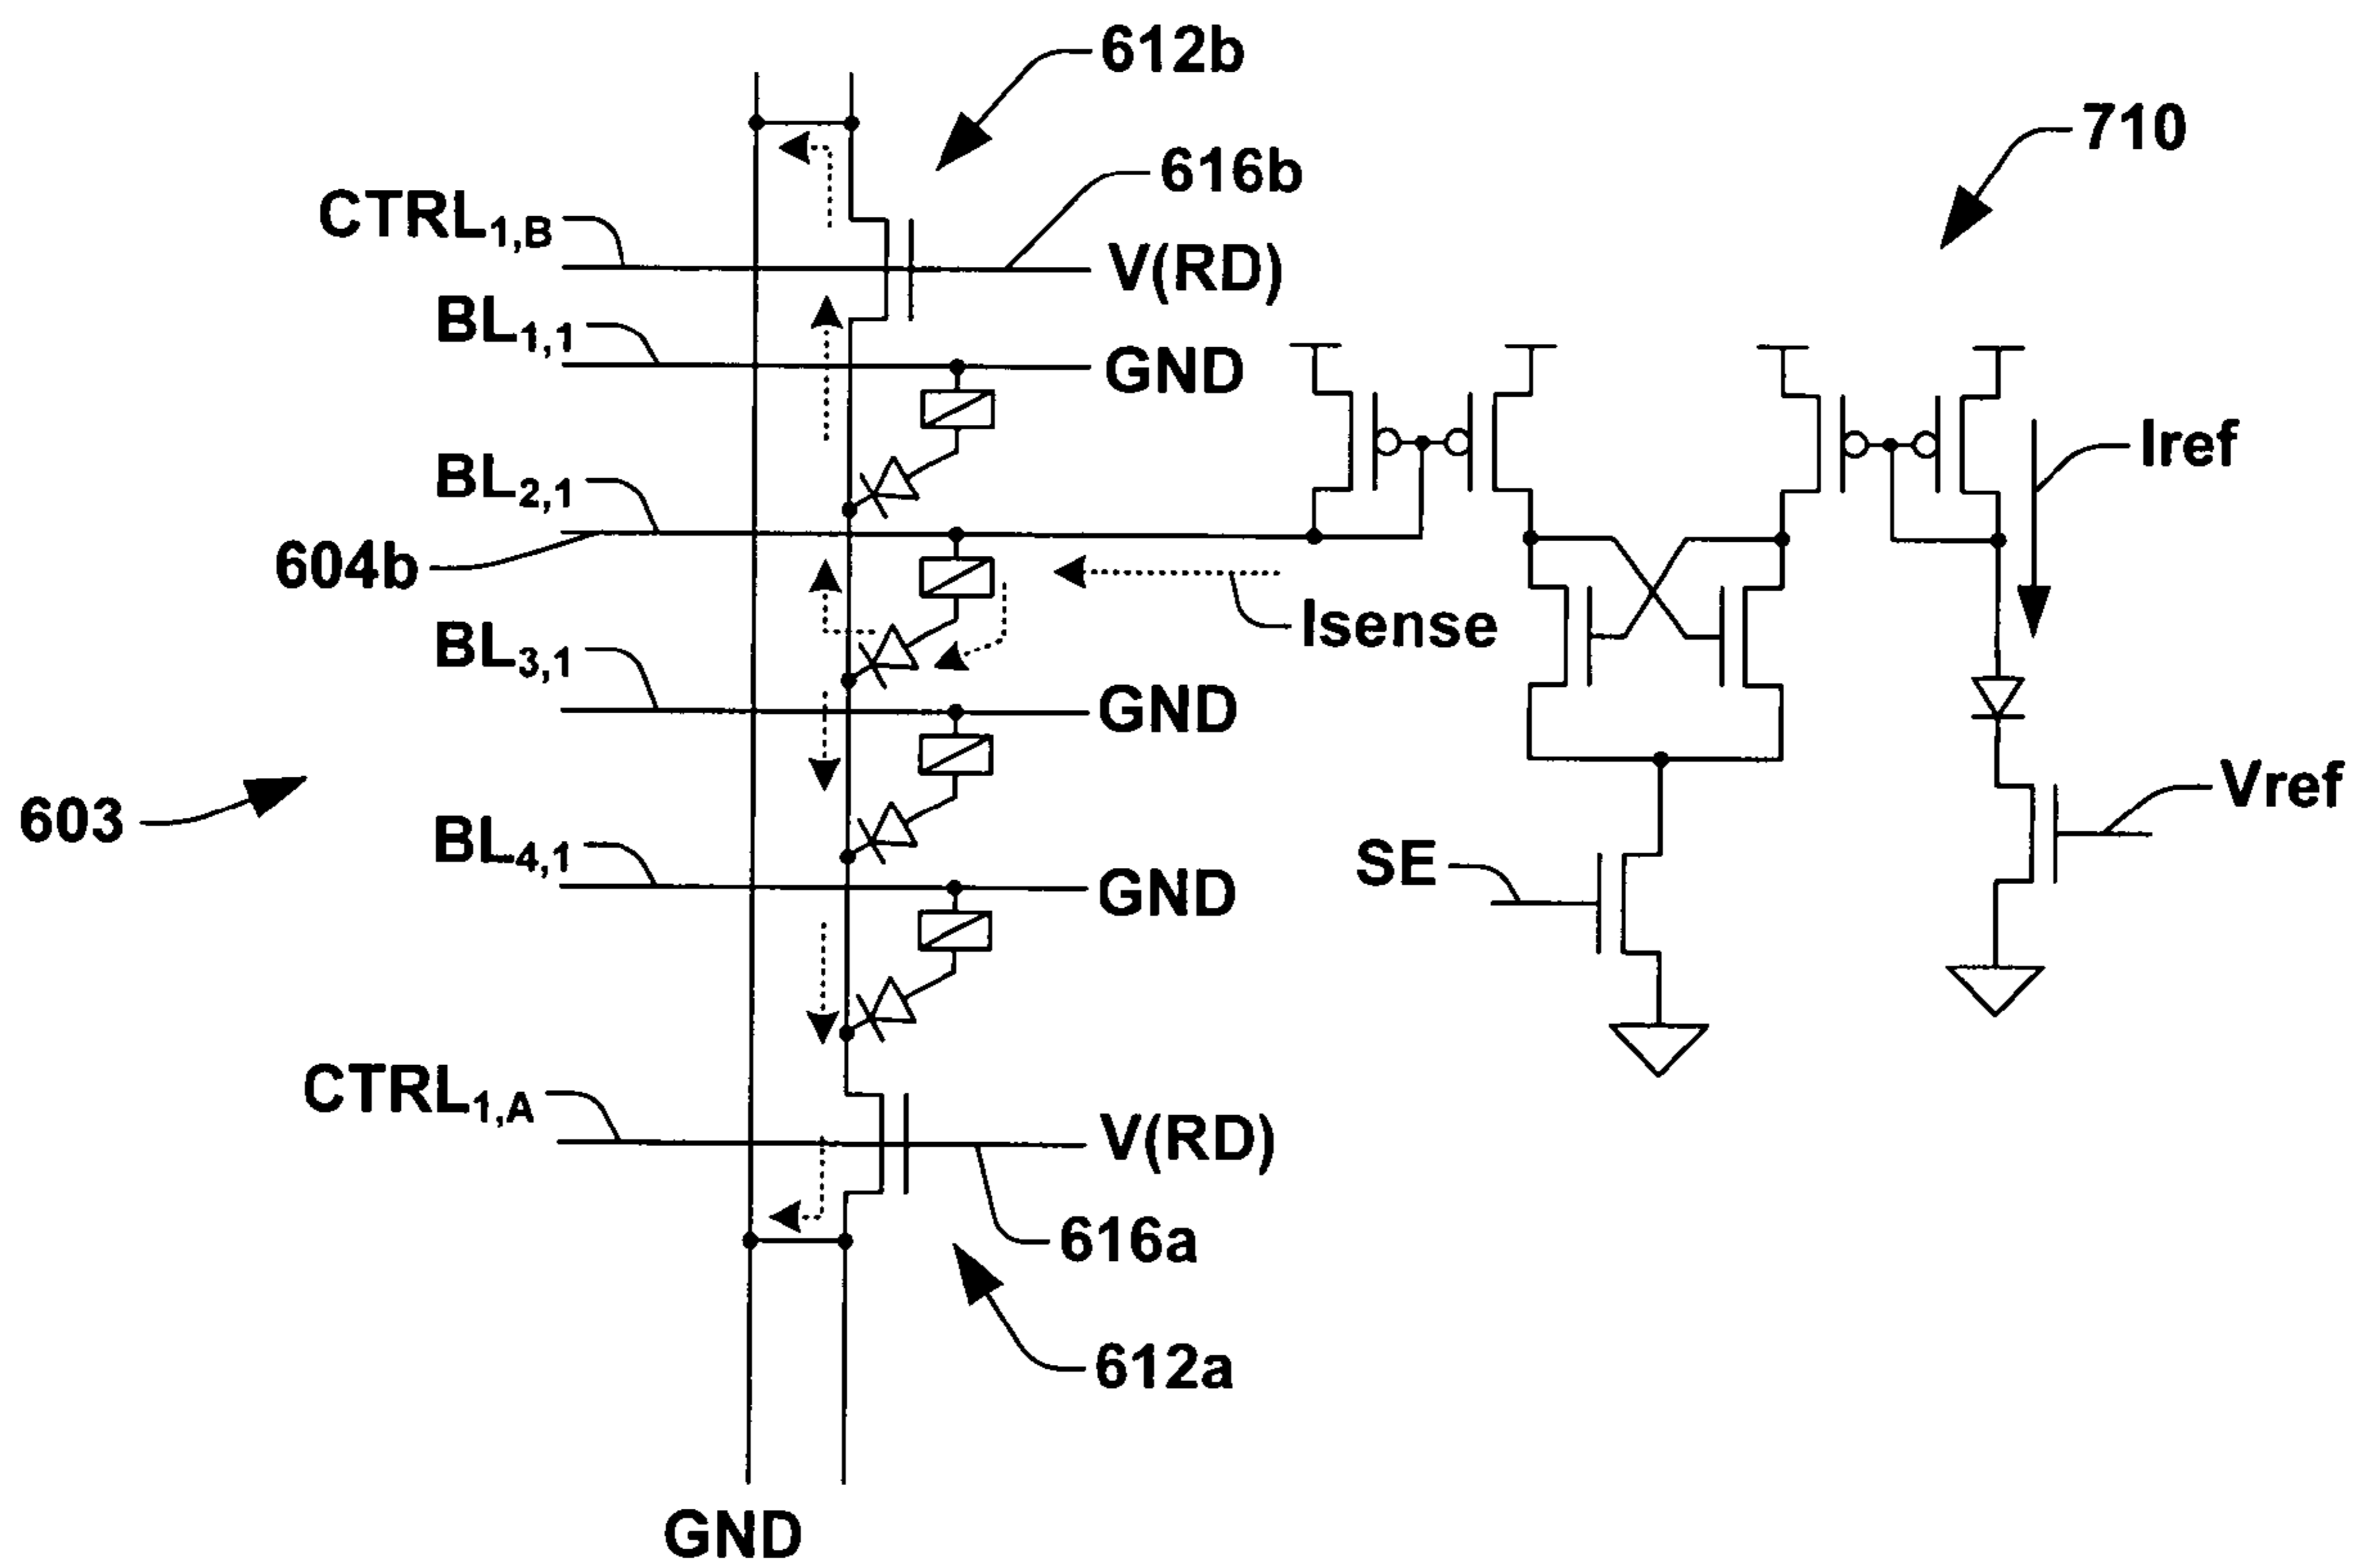 612b
710
616b
CTRL1,B
V(RD)
BL1,1
GND
Iref
BL2,1
604b
Isense
BL3,1
GND
Vref
603
BL4,1
SE
GND
CTRL1,A
V(RD)
616a
612a
GND